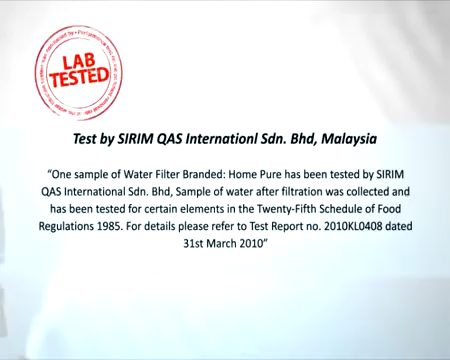 LAB
TESTED
Test by SIRIM QAS Internationl Sdn. Bhd, Malaysia
“One sample of Water Filter Branded: Home Pure has been tested by SIRIM
QAS International Sdn. Bhd, Sample of water after filtration was collected and
has been tested for certain elements in the Twenty-Fifth Schedule of Food
Regulations 1985. For details please refer to Test Report no. 2010KL0408 dated
31st March 2010”